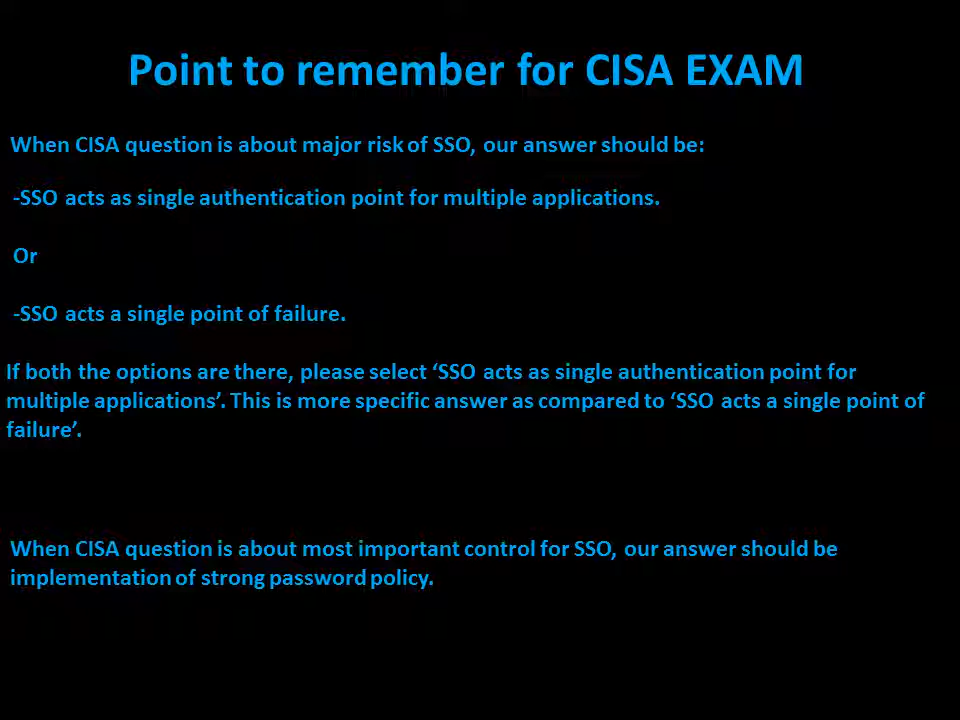 Point to remember for CISA EXAM
When CISA question is about major risk of SSO, our answer should be:
-SSO acts as single authentication point for multiple applications.
Or
-SSO acts a single point of failure.
If both the options are there, please select ‘SSO acts as single authentication point for
multiple applications’. This is more specific answer as compared to ‘SSO acts a single point of
failure’.
When CISA question is about most important control for SSO, our answer should be
implementation of strong password policy.